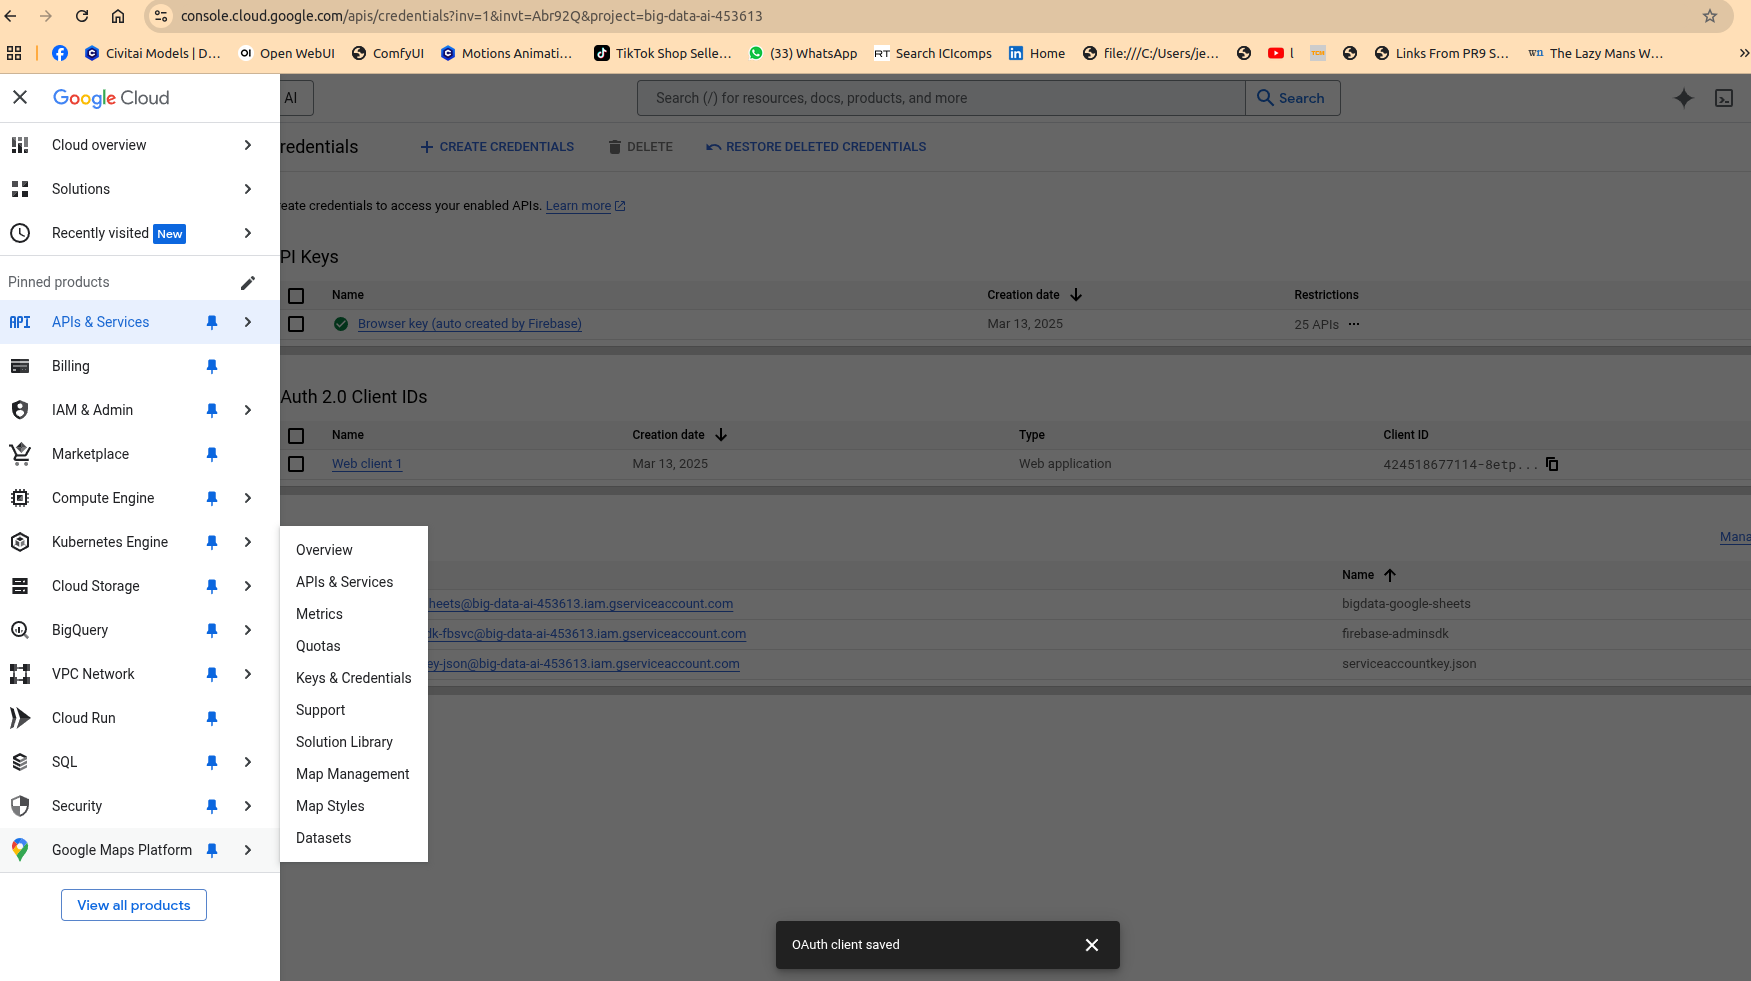 console.cloud.google.com/apis/credentials?inv=1&invt=Abr92Q&project=big-data-ai-453613
Civitai Models | D...
OI Open WebUI
ComfyUI
Motions Animati...
TikTok Shop Selle...
(33) WhatsApp
RT Search ICIcomps
in Home
file:///C:/Users/je...
l
Links From PR9 S...
wn The Lazy Mans W...
Google Cloud
AI
Search (/) for resources, docs, products, and more
Search
Cloud overview
Solutions
Recently visited New
Pinned products
API APIs & Services
Billing
IAM & Admin
Marketplace
Compute Engine
Kubernetes Engine
Cloud Storage
BigQuery
VPC Network
Cloud Run
SQL
Security
Google Maps Platform
View all products
Overview
APIs & Services
Metrics
Quotas
Keys & Credentials
Support
Solution Library
Map Management
Map Styles
Datasets
redentials
CREATE CREDENTIALS
DELETE
RESTORE DELETED CREDENTIALS
eate credentials to access your enabled APIs. Learn more
PI Keys
Name Creation date Restrictions
Browser key (auto created by Firebase) Mar 13, 2025 25 APIs
Auth 2.0 Client IDs
Name Creation date Type Client ID
Web client 1 Mar 13, 2025 Web application 424518677114-8etp...
Mana
Name
heets@big-data-ai-453613.iam.gserviceaccount.com bigdata-google-sheets
dk-fbsvc@big-data-ai-453613.iam.gserviceaccount.com firebase-adminsdk
ey-json@big-data-ai-453613.iam.gserviceaccount.com serviceaccountkey.json
OAuth client saved